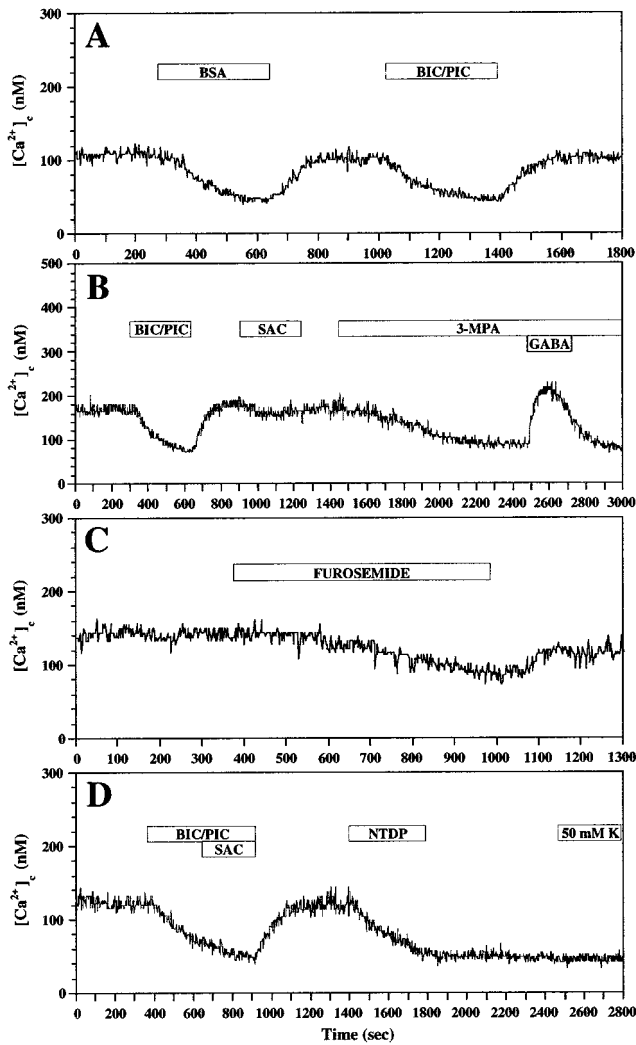 A
[Ca2+]c (nM)
300
200
100
0
BSA
BIC/PIC
0 200 400 600 800 1000 1200 1400 1600 1800
B
[Ca2+]c (nM)
500
400
300
200
100
0
BIC/PIC
SAC
3-MPA
GABA
0 200 400 600 800 1000 1200 1400 1600 1800 2000 2200 2400 2600 2800 3000
C
[Ca2+]c (nM)
300
200
100
0
FUROSEMIDE
0 100 200 300 400 500 600 700 800 900 1000 1100 1200 1300
D
[Ca2+]c (nM)
300
200
100
0
BIC/PIC
SAC
NTDP
50 mM K
0 200 400 600 800 1000 1200 1400 1600 1800 2000 2200 2400 2600 2800
Time (sec)